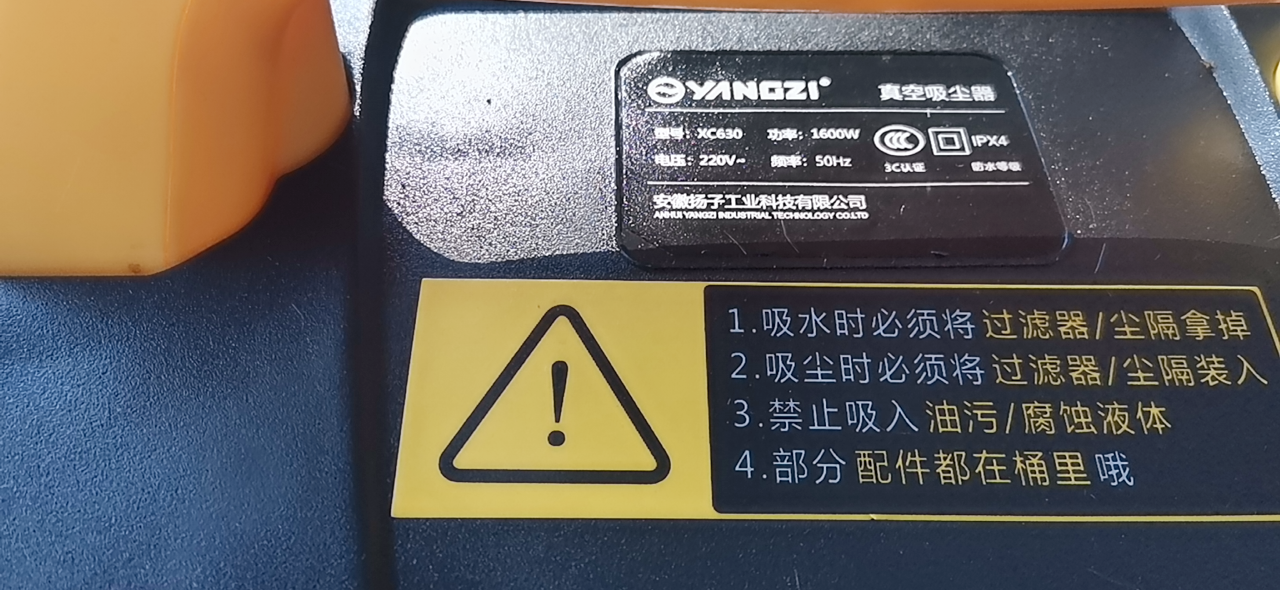 YANGZI 真空吸尘器
型号：XC630 功率：1600W
电压：220V~ 频率：50Hz
CCC IPX4
3C认证 防水等级
安徽扬子工业科技有限公司
ANHUI YANGZI INDUSTRIAL TECHNOLOGY CO.LTD
1.吸水时必须将过滤器/尘隔拿掉
2.吸尘时必须将过滤器/尘隔装入
3.禁止吸入油污/腐蚀液体
4.部分配件都在桶里哦